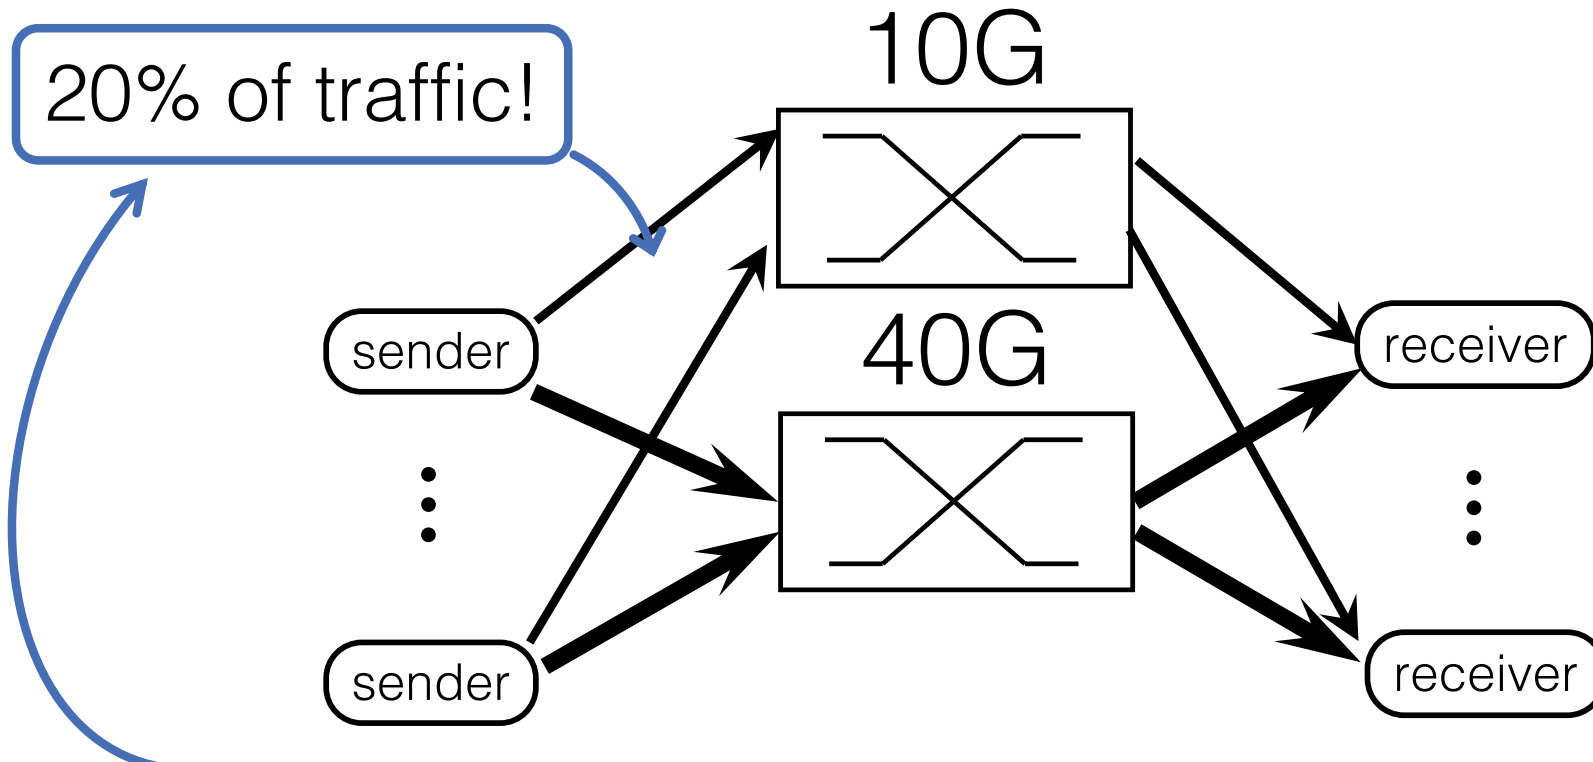 10G
20% of traffic!
40G
sender
receiver
sender
receiver